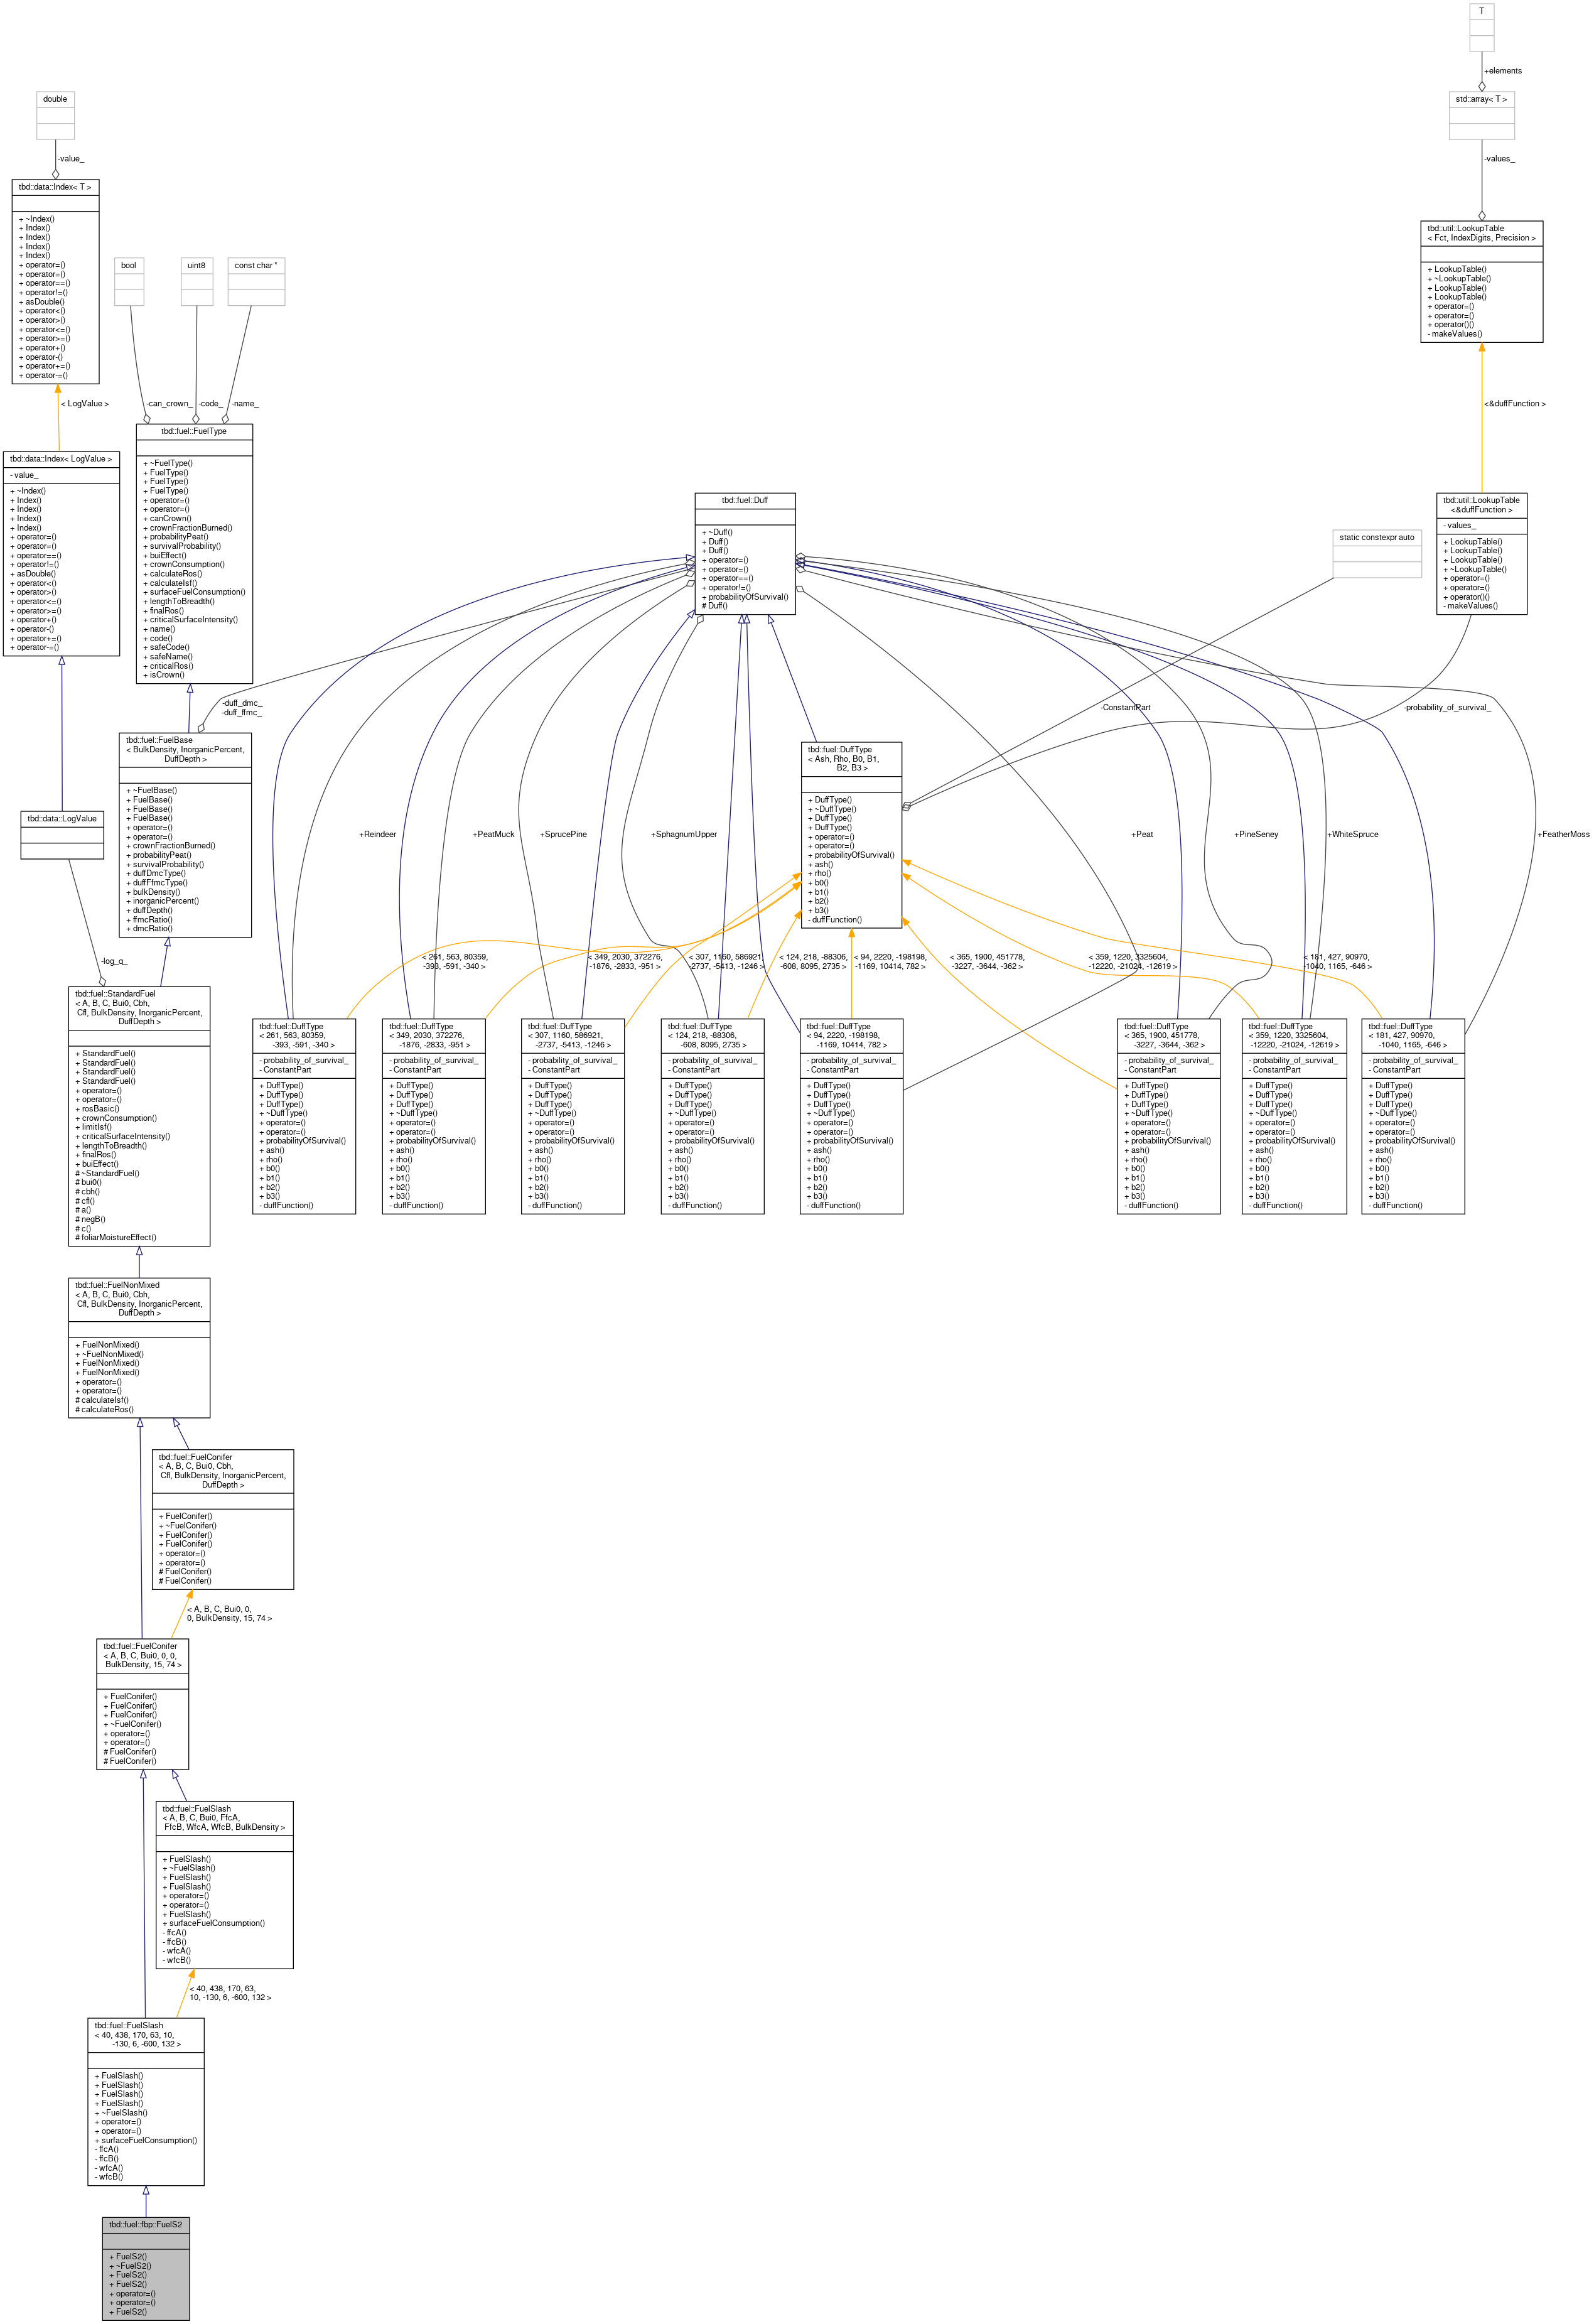 T
+elements
double
std::array< T >
-value_
-values_
tbd::data::Index< T >
+ ~Index()
+ Index()
+ Index()
+ Index()
+ Index()
+ operator=()
+ operator=()
+ operator==()
+ operator!=()
+ asDouble()
+ operator<()
+ operator>()
+ operator<=()
+ operator>=()
+ operator+()
+ operator-()
+ operator+=()
+ operator-=()
tbd::util::LookupTable
< Fct, IndexDigits, Precision >
+ LookupTable()
+ ~LookupTable()
+ LookupTable()
+ LookupTable()
+ operator=()
+ operator=()
+ operator()()
- makeValues()
bool
uint8
const char *
< LogValue >
-can_crown_
-code_
-name_
<&duffFunction >
tbd::data::Index< LogValue >
- value_
+ ~Index()
+ Index()
+ Index()
+ Index()
+ Index()
+ operator=()
+ operator=()
+ operator==()
+ operator!=()
+ asDouble()
+ operator<()
+ operator>()
+ operator<=()
+ operator>=()
+ operator+()
+ operator-()
+ operator+=()
+ operator-=()
tbd::fuel::FuelType
+ ~FuelType()
+ FuelType()
+ FuelType()
+ FuelType()
+ operator=()
+ operator=()
+ canCrown()
+ crownFractionBurned()
+ probabilityPeat()
+ survivalProbability()
+ buiEffect()
+ crownConsumption()
+ calculateRos()
+ calculateIsf()
+ surfaceFuelConsumption()
+ lengthToBreadth()
+ finalRos()
+ criticalSurfaceIntensity()
+ name()
+ code()
+ safeCode()
+ safeName()
+ criticalRos()
+ isCrown()
tbd::fuel::Duff
+ ~Duff()
+ Duff()
+ Duff()
+ operator=()
+ operator=()
+ operator==()
+ operator!=()
+ probabilityOfSurvival()
# Duff()
static constexpr auto
tbd::util::LookupTable
<&duffFunction >
- values_
+ LookupTable()
+ LookupTable()
+ LookupTable()
+ ~LookupTable()
+ operator=()
+ operator=()
+ operator()()
- makeValues()
-duff_dmc_
-duff_ffmc_
-ConstantPart
-probability_of_survival_
tbd::fuel::FuelBase
< BulkDensity, InorganicPercent,
DuffDepth >
+ ~FuelBase()
+ FuelBase()
+ FuelBase()
+ FuelBase()
+ operator=()
+ operator=()
+ crownFractionBurned()
+ probabilityPeat()
+ survivalProbability()
+ duffDmcType()
+ duffFfmcType()
+ bulkDensity()
+ inorganicPercent()
+ duffDepth()
+ ffmcRatio()
+ dmcRatio()
tbd::fuel::DuffType
< Ash, Rho, B0, B1,
B2, B3 >
+ DuffType()
+ ~DuffType()
+ DuffType()
+ DuffType()
+ operator=()
+ operator=()
+ probabilityOfSurvival()
+ ash()
+ rho()
+ b0()
+ b1()
+ b2()
+ b3()
- duffFunction()
tbd::data::LogValue
+Reindeer
+PeatMuck
+SprucePine
+SphagnumUpper
+Peat
+PineSeney
+WhiteSpruce
+FeatherMoss
-log_q_
< 261, 563, 80359,
-393, -591, -340 >
< 349, 2030, 372276,
-1876, -2833, -951 >
< 307, 1160, 586921,
-2737, -5413, -1246 >
< 124, 218, -88306,
-608, 8095, 2735 >
< 94, 2220, -198198,
-1169, 10414, 782 >
< 365, 1900, 451778,
-3227, -3644, -362 >
< 359, 1220, 3325604,
-12220, -21024, -12619 >
< 181, 427, 90970,
-1040, 1165, -646 >
tbd::fuel::StandardFuel
< A, B, C, Bui0, Cbh,
Cfl, BulkDensity, InorganicPercent,
DuffDepth >
+ StandardFuel()
+ StandardFuel()
+ StandardFuel()
+ StandardFuel()
+ operator=()
+ operator=()
+ rosBasic()
+ crownConsumption()
+ limitIsf()
+ criticalSurfaceIntensity()
+ lengthToBreadth()
+ finalRos()
+ buiEffect()
# ~StandardFuel()
# bui0()
# cbh()
# cfl()
# a()
# negB()
# c()
# foliarMoistureEffect()
tbd::fuel::DuffType
< 261, 563, 80359,
-393, -591, -340 >
- probability_of_survival_
- ConstantPart
+ DuffType()
+ DuffType()
+ DuffType()
+ ~DuffType()
+ operator=()
+ operator=()
+ probabilityOfSurvival()
+ ash()
+ rho()
+ b0()
+ b1()
+ b2()
+ b3()
- duffFunction()
tbd::fuel::DuffType
< 349, 2030, 372276,
-1876, -2833, -951 >
- probability_of_survival_
- ConstantPart
+ DuffType()
+ DuffType()
+ DuffType()
+ ~DuffType()
+ operator=()
+ operator=()
+ probabilityOfSurvival()
+ ash()
+ rho()
+ b0()
+ b1()
+ b2()
+ b3()
- duffFunction()
tbd::fuel::DuffType
< 307, 1160, 586921,
-2737, -5413, -1246 >
- probability_of_survival_
- ConstantPart
+ DuffType()
+ DuffType()
+ DuffType()
+ ~DuffType()
+ operator=()
+ operator=()
+ probabilityOfSurvival()
+ ash()
+ rho()
+ b0()
+ b1()
+ b2()
+ b3()
- duffFunction()
tbd::fuel::DuffType
< 124, 218, -88306,
-608, 8095, 2735 >
- probability_of_survival_
- ConstantPart
+ DuffType()
+ DuffType()
+ DuffType()
+ ~DuffType()
+ operator=()
+ operator=()
+ probabilityOfSurvival()
+ ash()
+ rho()
+ b0()
+ b1()
+ b2()
+ b3()
- duffFunction()
tbd::fuel::DuffType
< 94, 2220, -198198,
-1169, 10414, 782 >
- probability_of_survival_
- ConstantPart
+ DuffType()
+ DuffType()
+ DuffType()
+ ~DuffType()
+ operator=()
+ operator=()
+ probabilityOfSurvival()
+ ash()
+ rho()
+ b0()
+ b1()
+ b2()
+ b3()
- duffFunction()
tbd::fuel::DuffType
< 365, 1900, 451778,
-3227, -3644, -362 >
- probability_of_survival_
- ConstantPart
+ DuffType()
+ DuffType()
+ DuffType()
+ ~DuffType()
+ operator=()
+ operator=()
+ probabilityOfSurvival()
+ ash()
+ rho()
+ b0()
+ b1()
+ b2()
+ b3()
- duffFunction()
tbd::fuel::DuffType
< 359, 1220, 3325604,
-12220, -21024, -12619 >
- probability_of_survival_
- ConstantPart
+ DuffType()
+ DuffType()
+ DuffType()
+ ~DuffType()
+ operator=()
+ operator=()
+ probabilityOfSurvival()
+ ash()
+ rho()
+ b0()
+ b1()
+ b2()
+ b3()
- duffFunction()
tbd::fuel::DuffType
< 181, 427, 90970,
-1040, 1165, -646 >
- probability_of_survival_
- ConstantPart
+ DuffType()
+ DuffType()
+ DuffType()
+ ~DuffType()
+ operator=()
+ operator=()
+ probabilityOfSurvival()
+ ash()
+ rho()
+ b0()
+ b1()
+ b2()
+ b3()
- duffFunction()
tbd::fuel::FuelNonMixed
< A, B, C, Bui0, Cbh,
Cfl, BulkDensity, InorganicPercent,
DuffDepth >
+ FuelNonMixed()
+ ~FuelNonMixed()
+ FuelNonMixed()
+ FuelNonMixed()
+ operator=()
+ operator=()
# calculateIsf()
# calculateRos()
tbd::fuel::FuelConifer
< A, B, C, Bui0, Cbh,
Cfl, BulkDensity, InorganicPercent,
DuffDepth >
+ FuelConifer()
+ ~FuelConifer()
+ FuelConifer()
+ FuelConifer()
+ operator=()
+ operator=()
# FuelConifer()
# FuelConifer()
< A, B, C, Bui0, 0,
0, BulkDensity, 15, 74 >
tbd::fuel::FuelConifer
< A, B, C, Bui0, 0, 0,
BulkDensity, 15, 74 >
+ FuelConifer()
+ FuelConifer()
+ FuelConifer()
+ ~FuelConifer()
+ operator=()
+ operator=()
# FuelConifer()
# FuelConifer()
tbd::fuel::FuelSlash
< A, B, C, Bui0, FfcA,
FfcB, WfcA, WfcB, BulkDensity >
+ FuelSlash()
+ ~FuelSlash()
+ FuelSlash()
+ FuelSlash()
+ operator=()
+ operator=()
+ FuelSlash()
+ surfaceFuelConsumption()
- ffcA()
- ffcB()
- wfcA()
- wfcB()
< 40, 438, 170, 63,
10, -130, 6, -600, 132 >
tbd::fuel::FuelSlash
< 40, 438, 170, 63, 10,
-130, 6, -600, 132 >
+ FuelSlash()
+ FuelSlash()
+ FuelSlash()
+ FuelSlash()
+ ~FuelSlash()
+ operator=()
+ operator=()
+ surfaceFuelConsumption()
- ffcA()
- ffcB()
- wfcA()
- wfcB()
tbd::fuel::fbp::FuelS2
+ FuelS2()
+ ~FuelS2()
+ FuelS2()
+ FuelS2()
+ operator=()
+ operator=()
+ FuelS2()